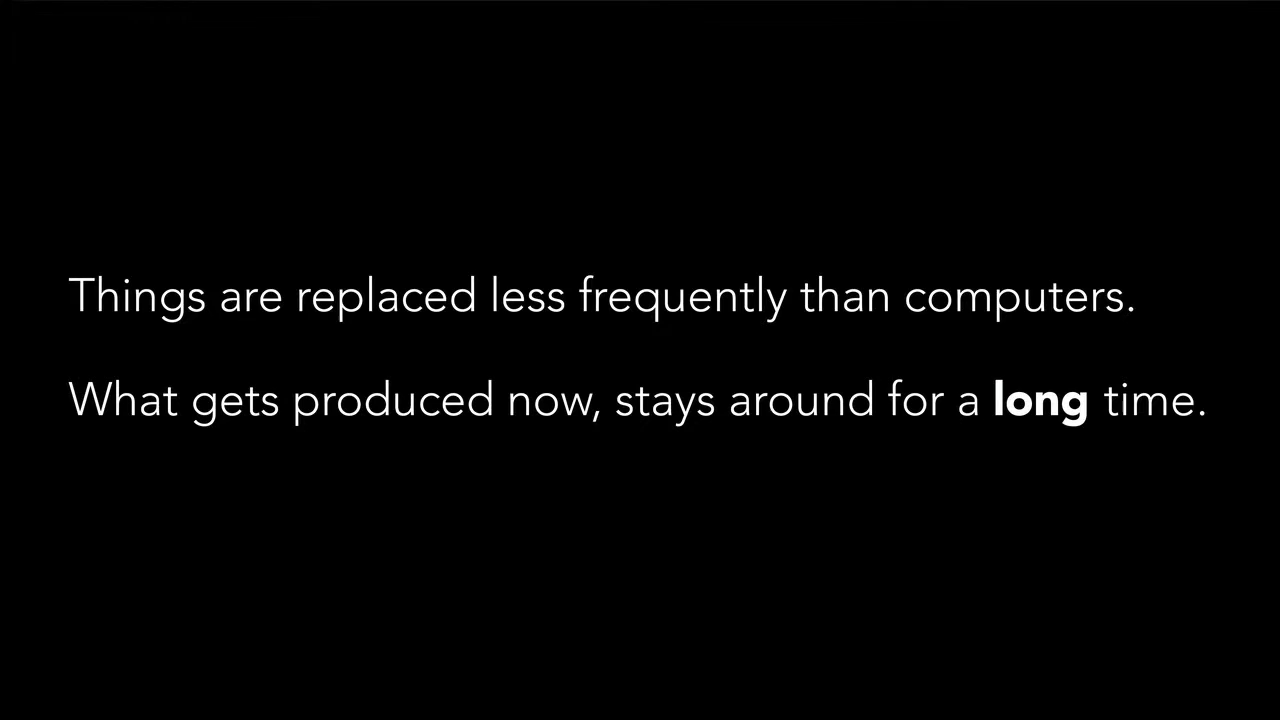 Things are replaced less frequently than computers.
What gets produced now, stays around for a long time.